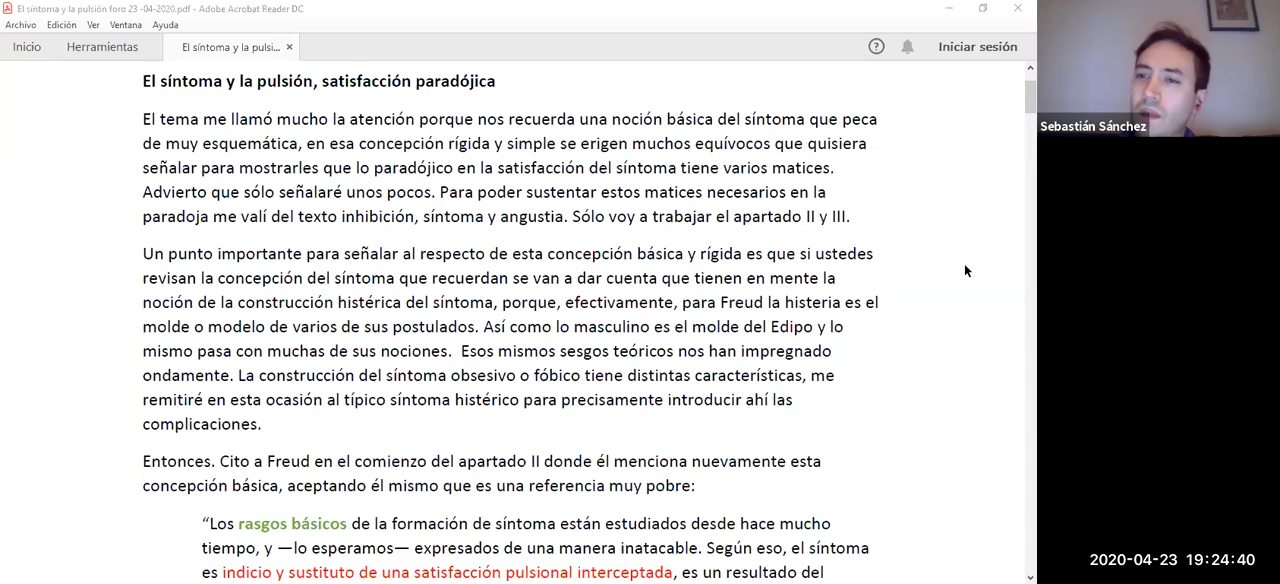 El síntoma y la pulsión foro 23 -04-2020.pdf - Adobe Acrobat Reader DC
Archivo Edición Ver Ventana Ayuda
Inicio Herramientas El síntoma y la pulsi... × Iniciar sesión
El síntoma y la pulsión, satisfacción paradójica
El tema me llamó mucho la atención porque nos recuerda una noción básica del síntoma que peca
de muy esquemática, en esa concepción rígida y simple se erigen muchos equívocos que quisiera
señalar para mostrarles que lo paradójico en la satisfacción del síntoma tiene varios matices.
Advierto que sólo señalaré unos pocos. Para poder sustentar estos matices necesarios en la
paradoja me valí del texto inhibición, síntoma y angustia. Sólo voy a trabajar el apartado II y III.
Un punto importante para señalar al respecto de esta concepción básica y rígida es que si ustedes
revisan la concepción del síntoma que recuerdan se van a dar cuenta que tienen en mente la
noción de la construcción histérica del síntoma, porque, efectivamente, para Freud la histeria es el
molde o modelo de varios de sus postulados. Así como lo masculino es el molde del Edipo y lo
mismo pasa con muchas de sus nociones.  Esos mismos sesgos teóricos nos han impregnado
ondamente. La construcción del síntoma obsesivo o fóbico tiene distintas características, me
remitiré en esta ocasión al típico síntoma histérico para precisamente introducir ahí las
complicaciones.
Entonces. Cito a Freud en el comienzo del apartado II donde él menciona nuevamente esta
concepción básica, aceptando él mismo que es una referencia muy pobre:
“Los rasgos básicos de la formación de síntoma están estudiados desde hace mucho
tiempo, y —lo esperamos— expresados de una manera inatacable. Según eso, el síntoma
es indicio y sustituto de una satisfacción pulsional interceptada, es un resultado del
Sebastián Sánchez
2020-04-23 19:24:40